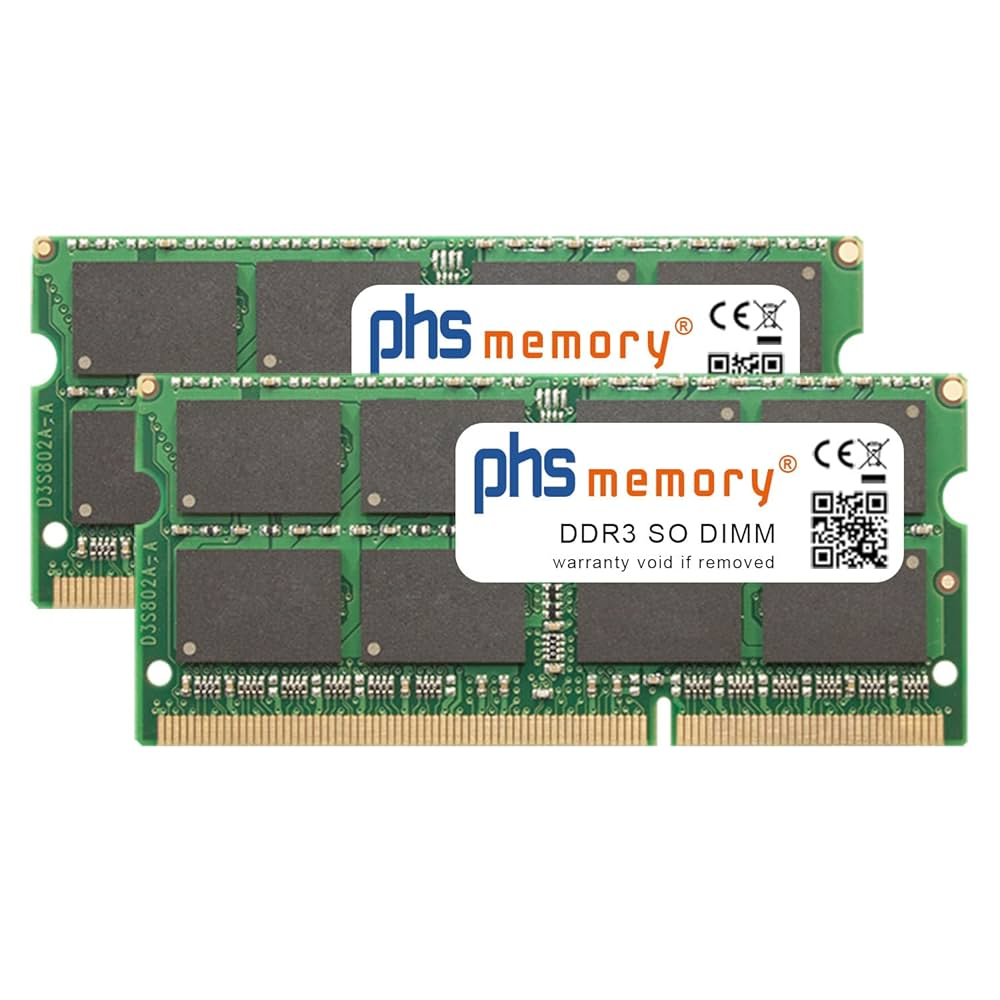 phs memory®
CE
D3S802A-A
phs memory®
CE
DDR3 SO DIMM
warranty void if removed
D3S802A-A